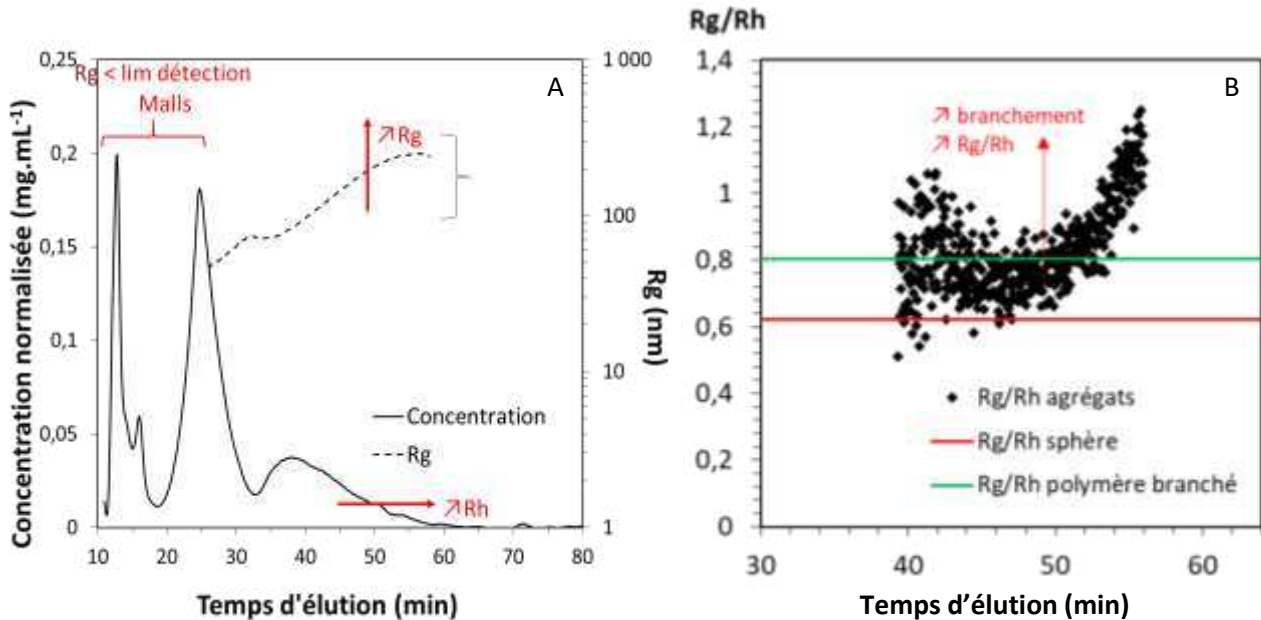 Concentration normalisée (mg.mL⁻¹)
0,25
0,2
0,15
0,1
0,05
0
Rg < lim détection
Malls
A
↗Rg
Concentration
Rg
↗Rh
1 000
100
10
1
Rg (nm)
10 20 30 40 50 60 70 80
Temps d'élution (min)
Rg/Rh
1,4
1,2
1
0,8
0,6
0,4
0,2
0
B
↗ branchement
↗ Rg/Rh
Rg/Rh agrégats
Rg/Rh sphère
Rg/Rh polymère branché
30 40 50 60
Temps d’élution (min)